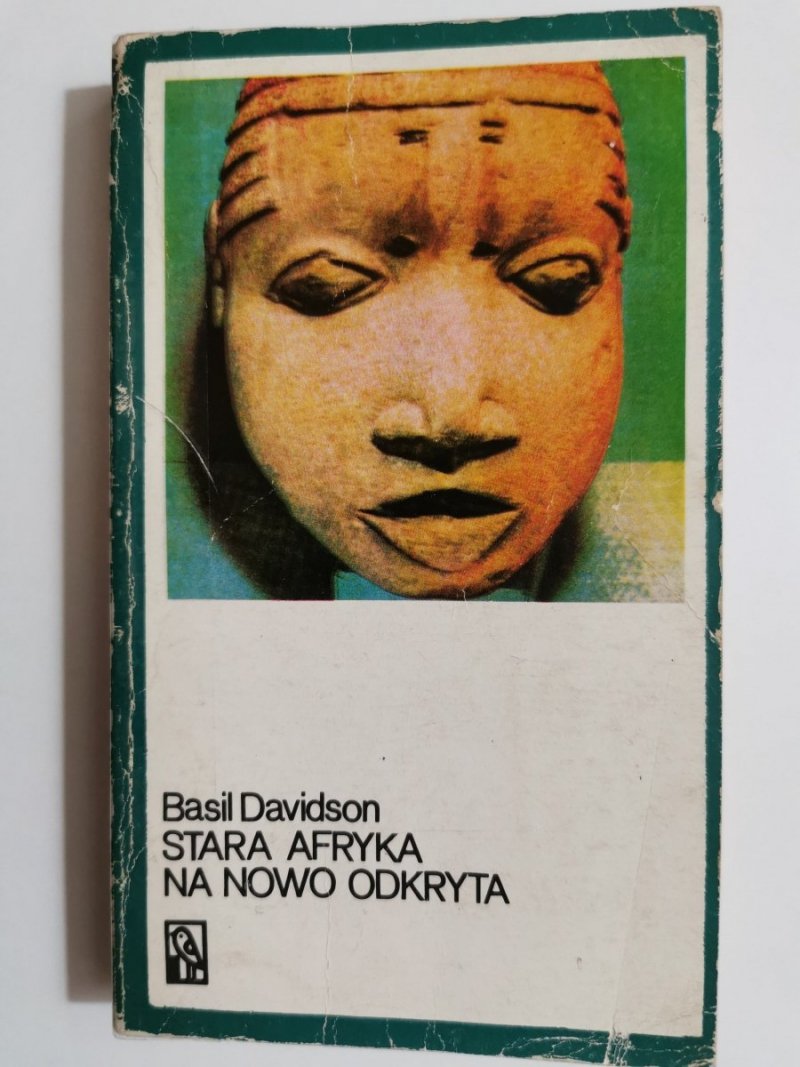 Basil Davidson
STARA AFRYKA
NA NOWO ODKRYTA